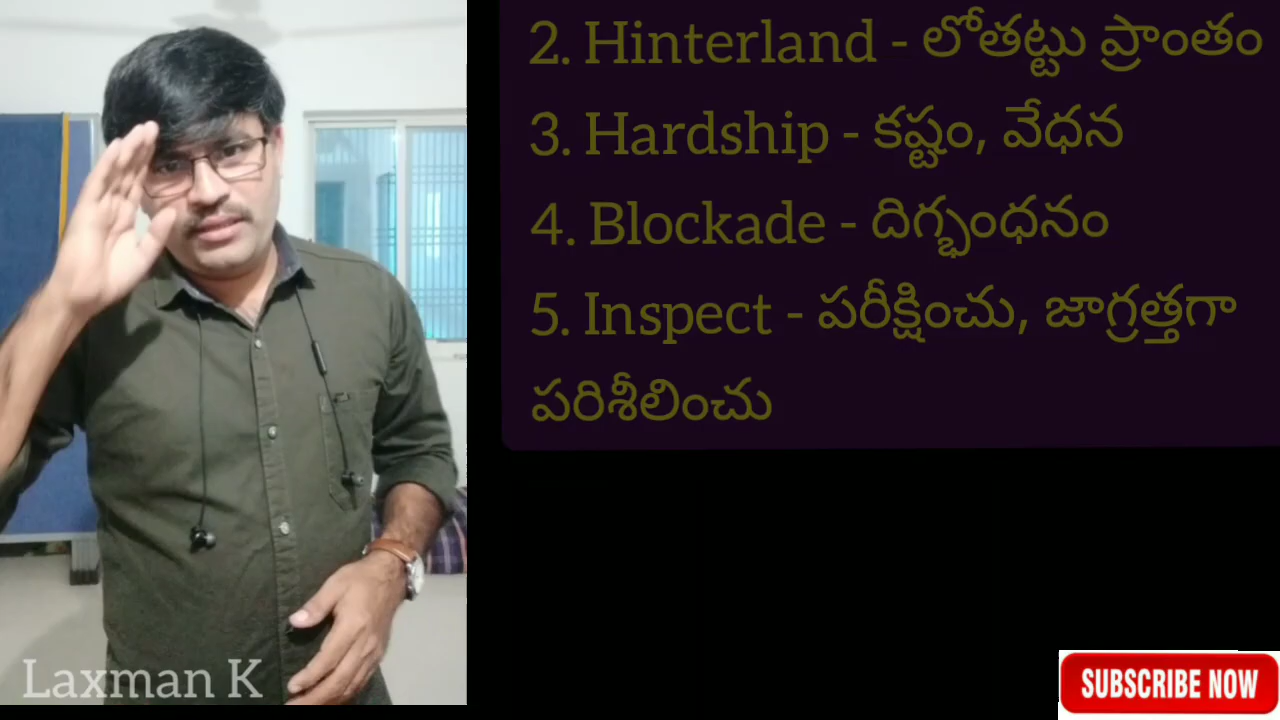 2. Hinterland - లోతట్టు ప్రాంతం
3. Hardship - కష్టం, వేధన
4. Blockade - దిగ్భంధనం
5. Inspect - పరీక్షించు, జాగ్రత్తగా
పరిశీలించు
Laxman K
SUBSCRIBE NOW